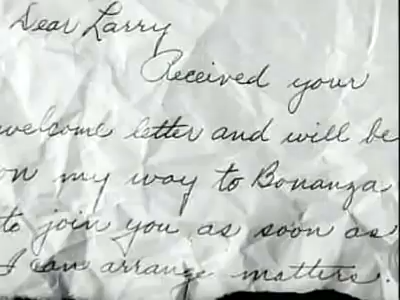 Dear Larry
Received your
welcome letter and will be
on my way to Bonanza
to join you as soon as
I can arrange matters.